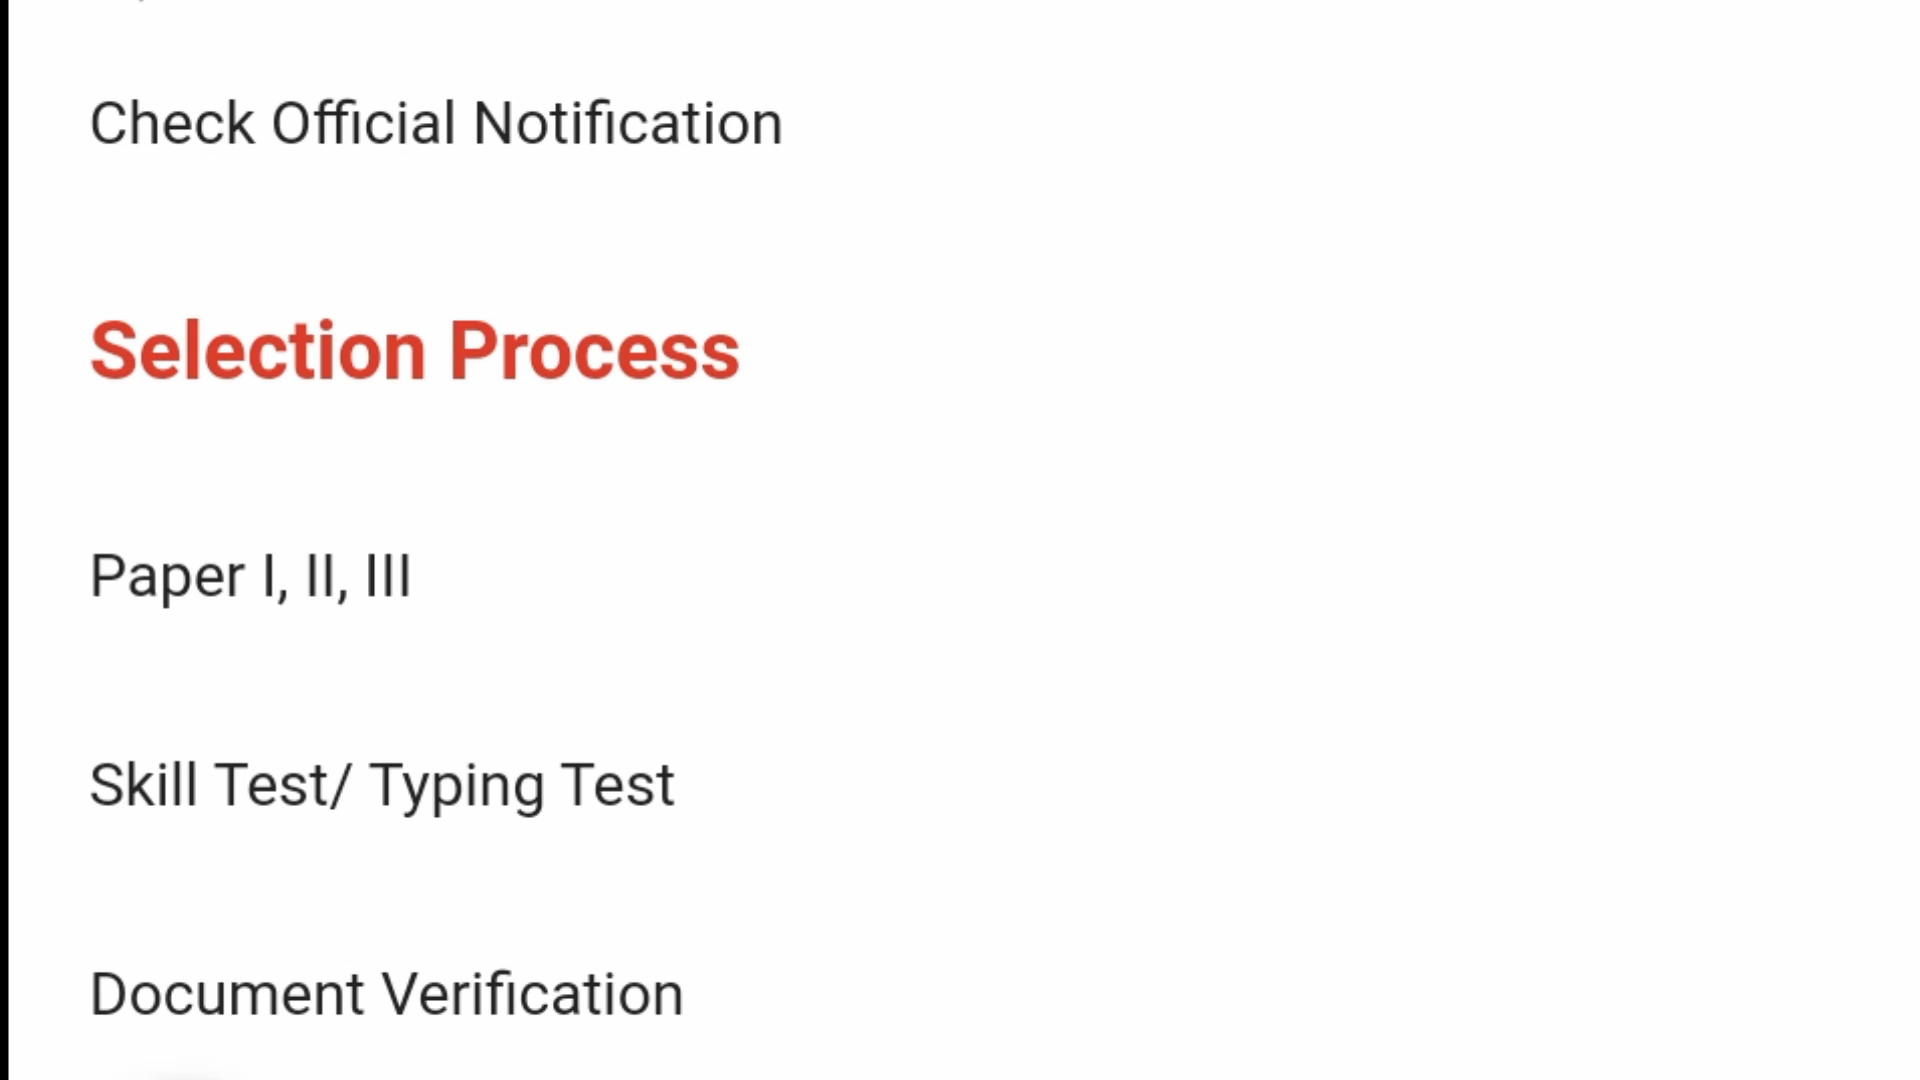 Check Official Notification
Selection Process
Paper I, II, III
Skill Test/ Typing Test
Document Verification